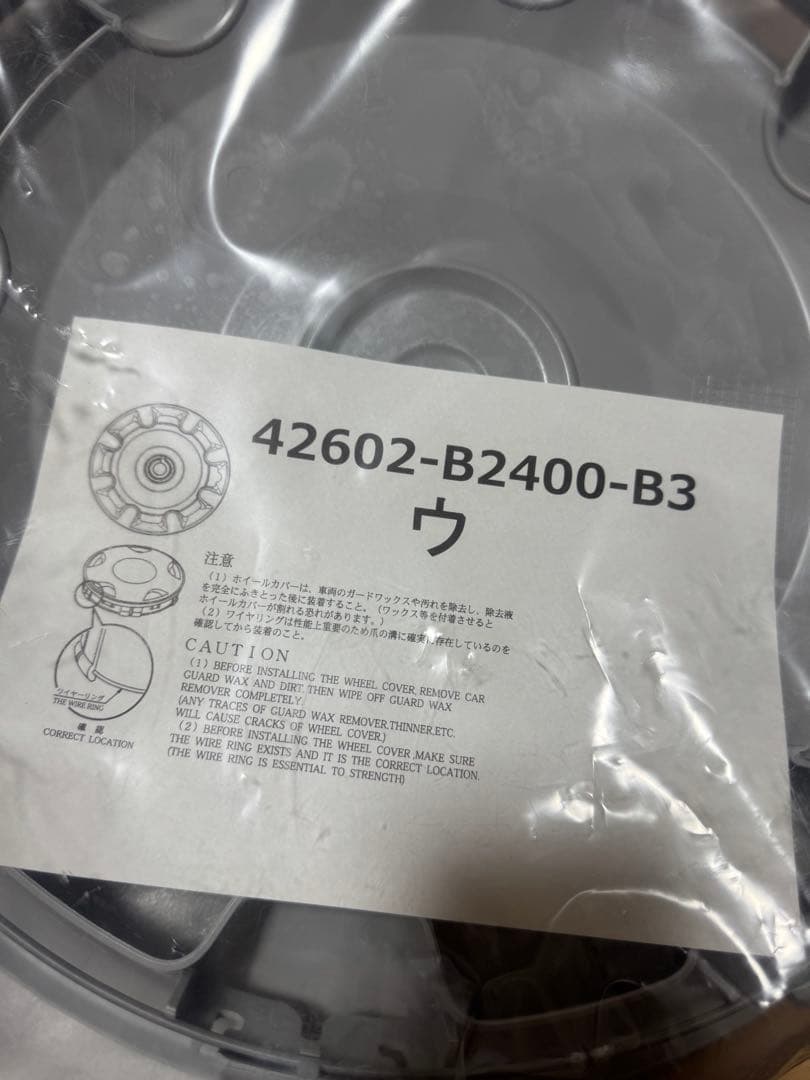 42602-B2400-B3
ウ
注意
(1) ホイールカバーは、車両のガードワックスや汚れを除去し、除去液
を完全にふきとった後に装着すること。(ワックス等を付着させると
ホイールカバーが割れる恐れがあります。)
(2) ワイヤリングは性能上重要のため爪の溝に確実に存在しているのを
確認してから装着のこと。
CAUTION
(1) BEFORE INSTALLING THE WHEEL COVER, REMOVE CAR
GUARD WAX AND DIRT. THEN WIPE OFF GUARD WAX
REMOVER COMPLETELY.
(ANY TRACES OF GUARD WAX REMOVER,THINNER,ETC.
WILL CAUSE CRACKS OF WHEEL COVER.)
(2) BEFORE INSTALLING THE WHEEL COVER ,MAKE SURE
THE WIRE RING EXISTS AND IT IS THE CORRECT LOCATION.
(THE WIRE RING IS ESSENTIAL TO STRENGTH)
ワイヤーリング
THE WIRE RING
確認
CORRECT LOCATION